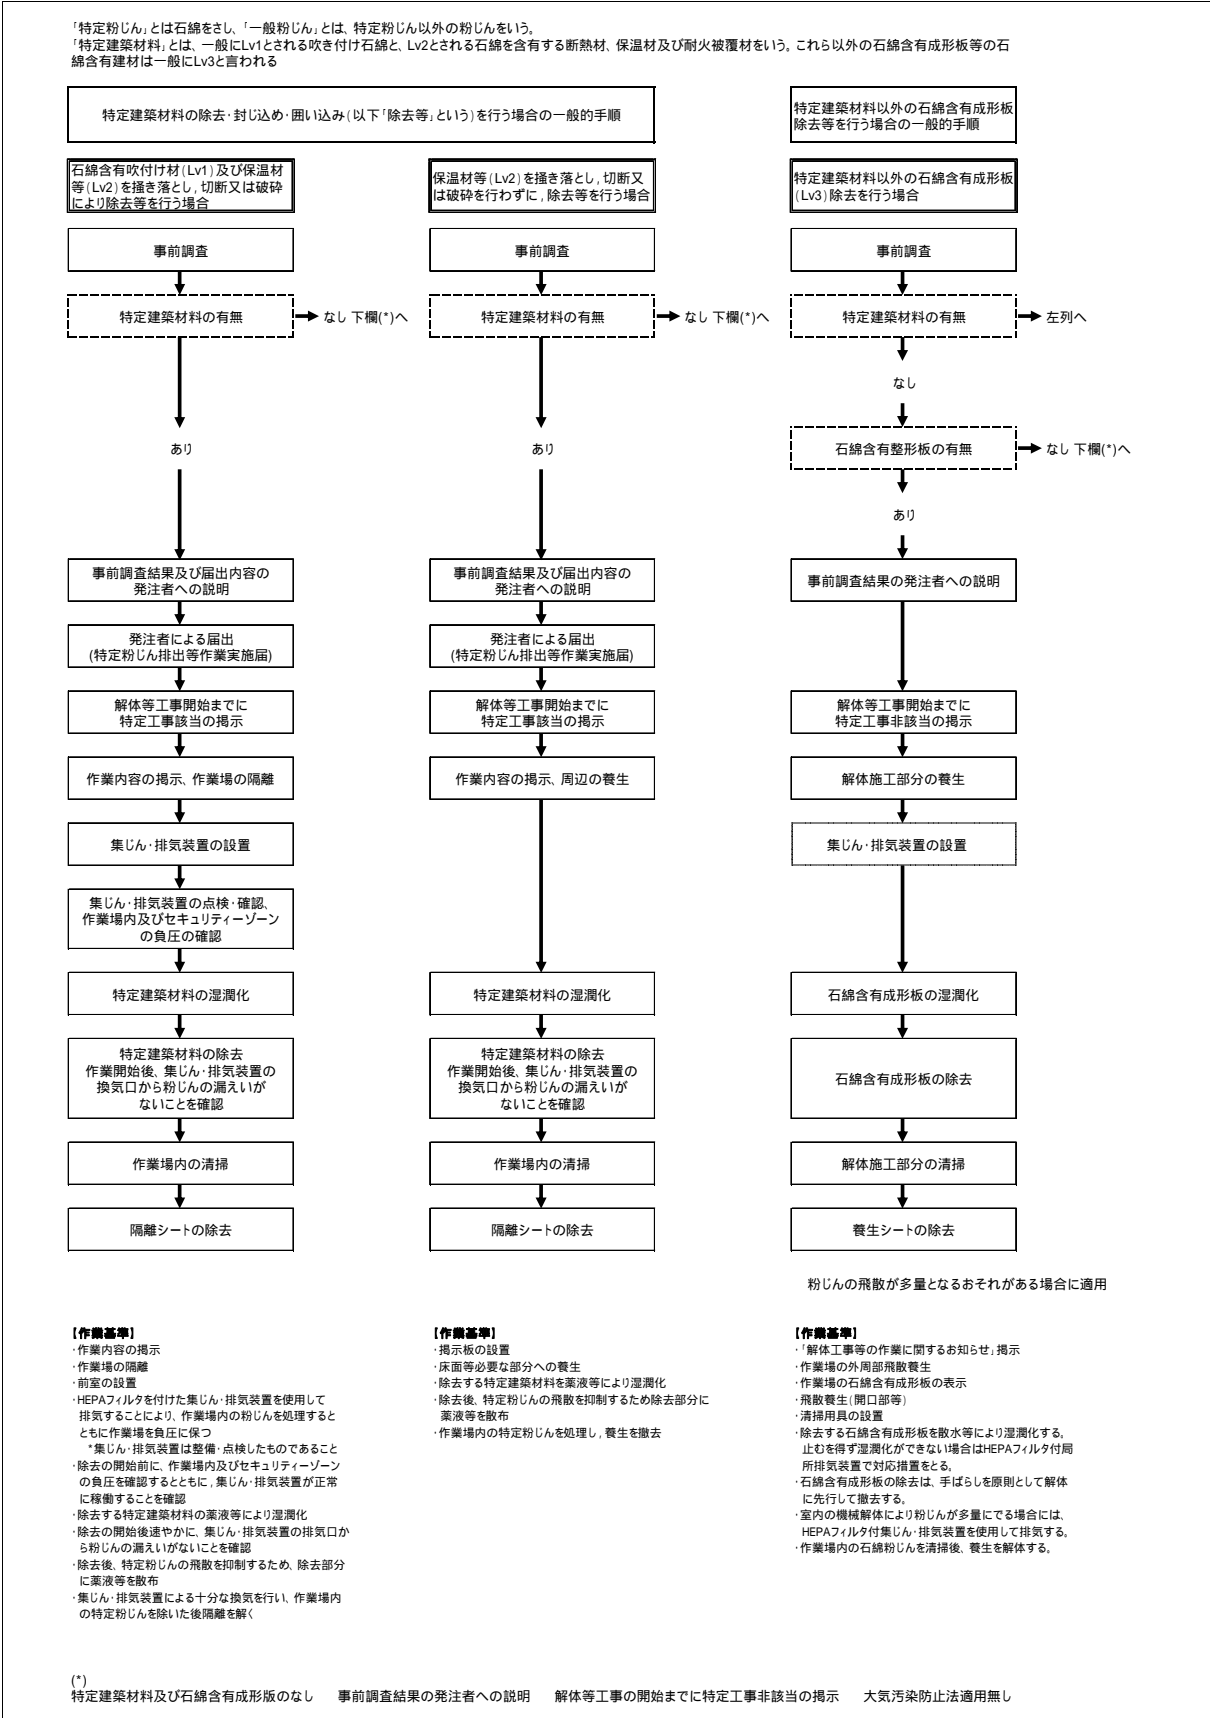 「特定粉じん」とは石綿をさし、「一般粉じん」とは、特定粉じん以外の粉じんをいう。
「特定建築材料」とは、一般にLv1とされる吹き付け石綿と、Lv2とされる石綿を含有する断熱材、保温材及び耐火被覆材をいう。これら以外の石綿含有成形板等の石
綿含有建材は一般にLv3と言われる
特定建築材料の除去・封じ込め・囲い込み(以下「除去等」という)を行う場合の一般的手順
石綿含有吹付け材(Lv1)及び保温材
等(Lv2)を掻き落とし,切断又は破砕
により除去等を行う場合
事前調査
特定建築材料の有無
なし 下欄(*)へ
あり
事前調査結果及び届出内容の
発注者への説明
発注者による届出
(特定粉じん排出等作業実施届)
解体等工事開始までに
特定工事該当の掲示
作業内容の掲示、作業場の隔離
集じん・排気装置の設置
集じん・排気装置の点検・確認、
作業場内及びセキュリティーゾーン
の負圧の確認
特定建築材料の湿潤化
特定建築材料の除去
作業開始後、集じん・排気装置の
換気口から粉じんの漏えいが
ないことを確認
作業場内の清掃
隔離シートの除去
保温材等(Lv2)を掻き落とし,切断又
は破砕を行わずに,除去等を行う場合
事前調査
特定建築材料の有無
なし 下欄(*)へ
あり
事前調査結果及び届出内容の
発注者への説明
発注者による届出
(特定粉じん排出等作業実施届)
解体等工事開始までに
特定工事該当の掲示
作業内容の掲示、周辺の養生
特定建築材料の湿潤化
特定建築材料の除去
作業開始後、集じん・排気装置の
換気口から粉じんの漏えいが
ないことを確認
作業場内の清掃
隔離シートの除去
特定建築材料以外の石綿含有成形板
除去等を行う場合の一般的手順
特定建築材料以外の石綿含有成形板
(Lv3)除去を行う場合
事前調査
特定建築材料の有無
左列へ
なし
石綿含有整形板の有無
なし 下欄(*)へ
あり
事前調査結果の発注者への説明
解体等工事開始までに
特定工事非該当の掲示
解体施工部分の養生
集じん・排気装置の設置
石綿含有成形板の湿潤化
石綿含有成形板の除去
解体施工部分の清掃
養生シートの除去
粉じんの飛散が多量となるおそれがある場合に適用
【作業基準】
・作業内容の掲示
・作業場の隔離
・前室の設置
・HEPAフィルタを付けた集じん・排気装置を使用して
排気することにより、作業場内の粉じんを処理すると
ともに作業場を負圧に保つ
*集じん・排気装置は整備・点検したものであること
・除去の開始前に、作業場内及びセキュリティーゾーン
の負圧を確認するとともに,集じん・排気装置が正常
に稼働することを確認
・除去する特定建築材料の薬液等により湿潤化
・除去の開始後速やかに、集じん・排気装置の排気口か
ら粉じんの漏えいがないことを確認
・除去後、特定粉じんの飛散を抑制するため、除去部分
に薬液等を散布
・集じん・排気装置による十分な換気を行い、作業場内
の特定粉じんを除いた後隔離を解く
【作業基準】
・掲示板の設置
・床面等必要な部分への養生
・除去する特定建築材料を薬液等により湿潤化
・除去後、特定粉じんの飛散を抑制するため除去部分に
薬液等を散布
・作業場内の特定粉じんを処理し,養生を撤去
【作業基準】
・「解体工事等の作業に関するお知らせ」掲示
・作業場の外周部飛散養生
・作業場の石綿含有成形板の表示
・飛散養生(開口部等)
・清掃用具の設置
・除去する石綿含有成形板を散水等により湿潤化する。
止むを得ず湿潤化ができない場合はHEPAフィルタ付局
所排気装置で対応措置をとる。
・石綿含有成形板の除去は、手ばらしを原則として解体
に先行して撤去する。
・室内の機械解体により粉じんが多量にでる場合には、
HEPAフィルタ付集じん・排気装置を使用して排気する。
・作業場内の石綿粉じんを清掃後、養生を解体する。
(*)
特定建築材料及び石綿含有成形版のなし 事前調査結果の発注者への説明 解体等工事の開始までに特定工事非該当の掲示 大気汚染防止法適用無し